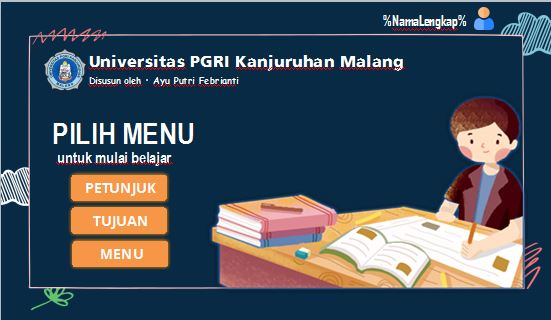 %NamaLengkap%
Universitas PGRI Kanjuruhan Malang
Disusun oleh · Ayu Putri Febrianti
PILIH MENU
untuk mulai belajar
PETUNJUK
TUJUAN
MENU